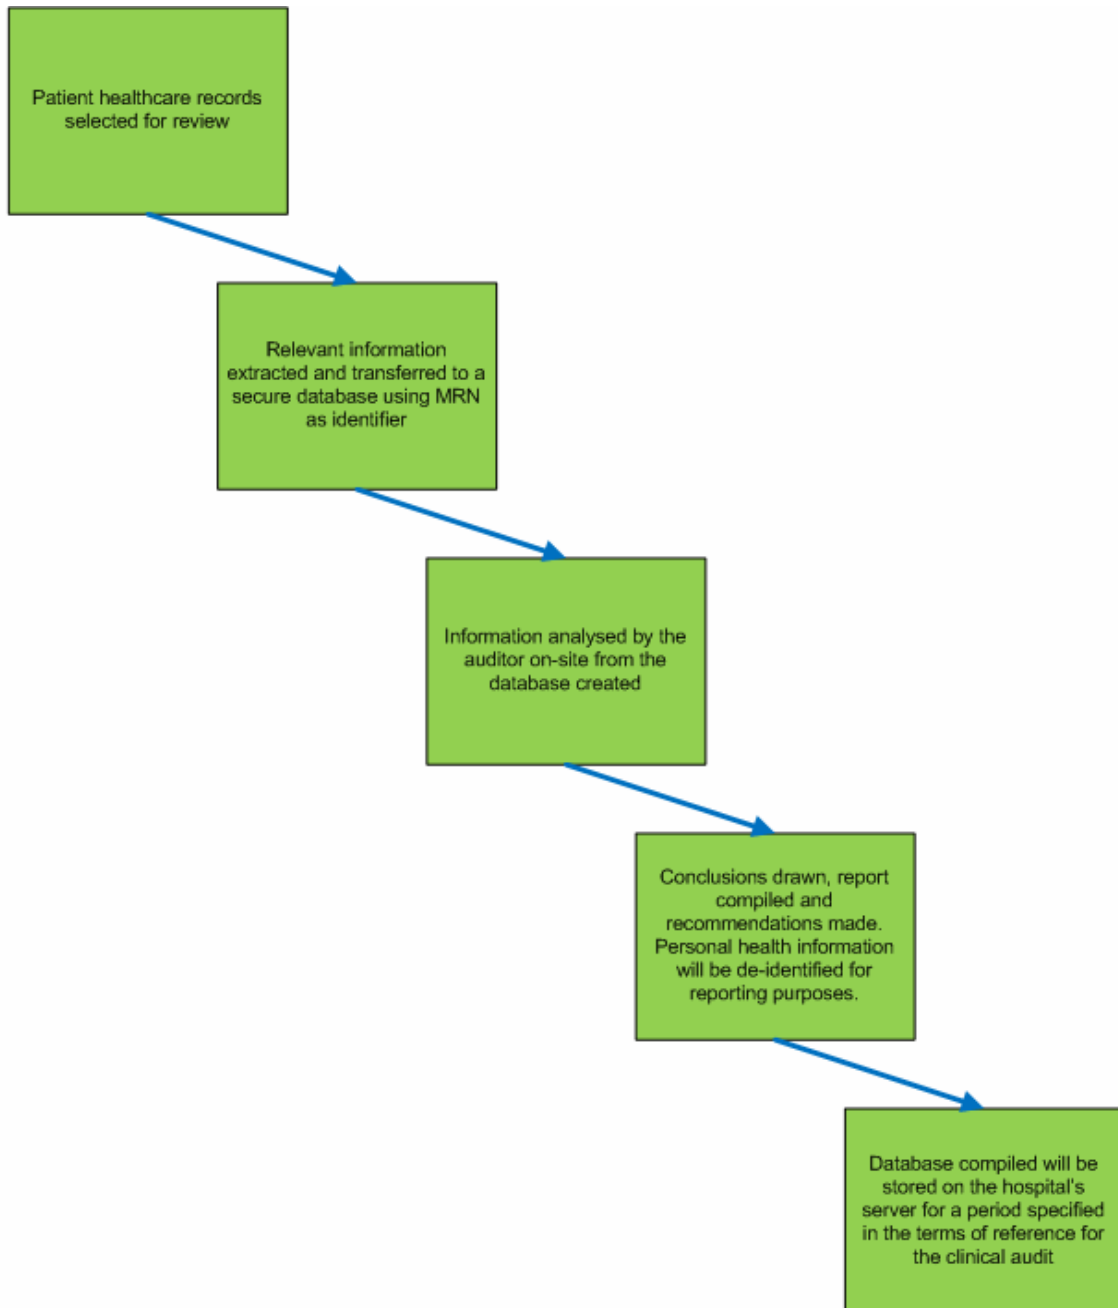 Patient healthcare records
selected for review
Relevant information
extracted and transferred to a
secure database using MRN
as identifier
Information analysed by the
auditor on-site from the
database created
Conclusions drawn, report
compiled and
recommendations made.
Personal health information
will be de-identified for
reporting purposes.
Database compiled will be
stored on the hospital's
server for a period specified
in the terms of reference for
the clinical audit